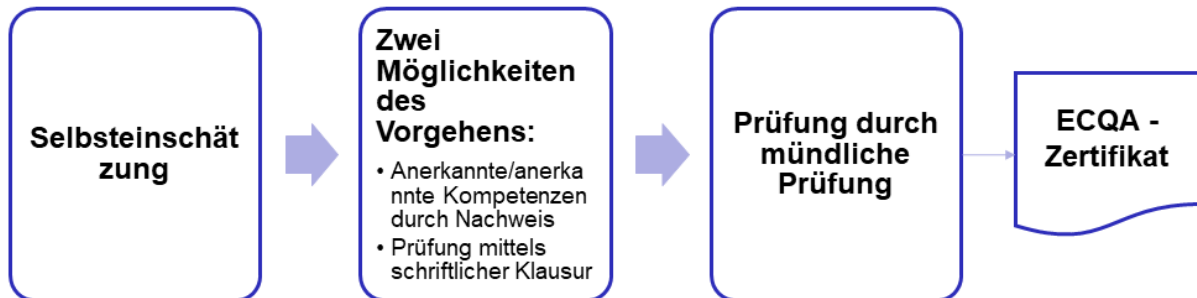 Selbsteinschät
zung
Zwei
Möglichkeiten
des
Vorgehens:
• Anerkannte/anerka
nnte Kompetenzen
durch Nachweis
• Prüfung mittels
schriftlicher Klausur
Prüfung durch
mündliche
Prüfung
ECQA -
Zertifikat